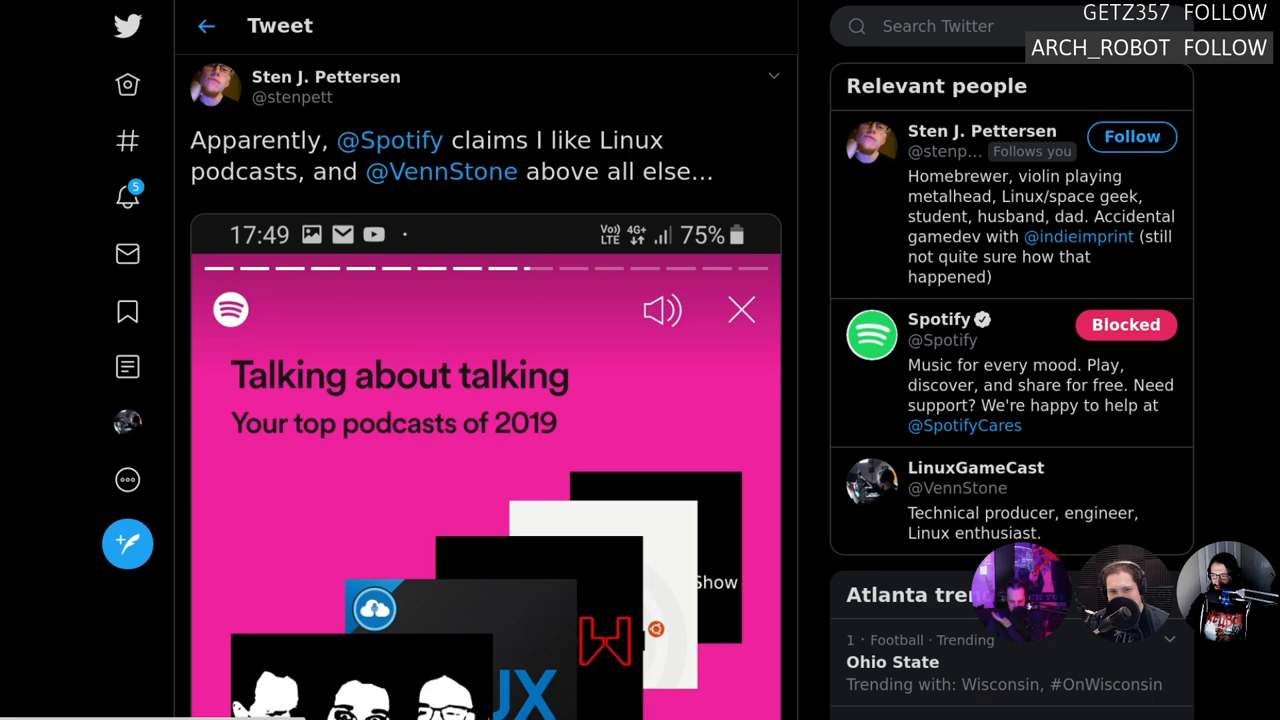 Tweet
Sten J. Pettersen
@stenpett
Apparently, @Spotify claims I like Linux
podcasts, and @VennStone above all else...
17:49
Vo))
LTE
4G+
75%
Talking about talking
Your top podcasts of 2019
Show
UX
5
Search Twitter
GETZ357 FOLLOW
ARCH_ROBOT FOLLOW
Relevant people
Sten J. Pettersen
@stenp... Follows you
Follow
Homebrewer, violin playing
metalhead, Linux/space geek,
student, husband, dad. Accidental
gamedev with @indieimprint (still
not quite sure how that
happened)
Spotify
@Spotify
Blocked
Music for every mood. Play,
discover, and share for free. Need
support? We're happy to help at
@SpotifyCares
LinuxGameCast
@VennStone
Technical producer, engineer,
Linux enthusiast.
Atlanta tren
1 · Football · Trending
Ohio State
Trending with: Wisconsin, #OnWisconsin